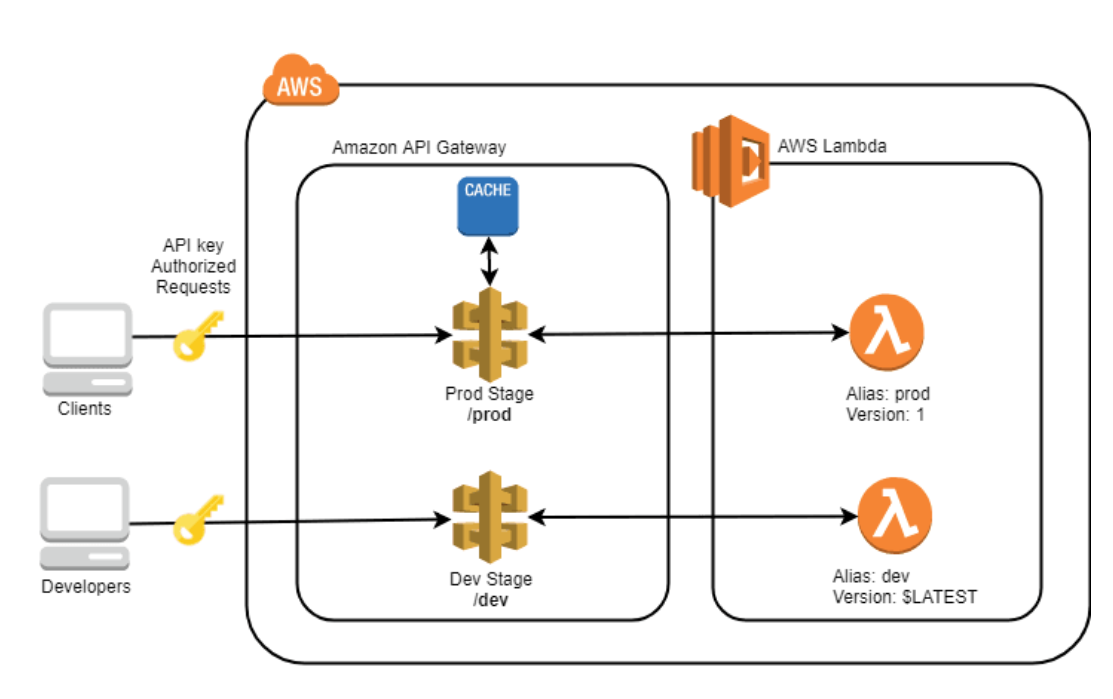 AWS
Amazon API Gateway
AWS Lambda
CACHE
API key
Authorized
Requests
Clients
Prod Stage
/prod
Alias: prod
Version: 1
Developers
Dev Stage
/dev
Alias: dev
Version: $LATEST